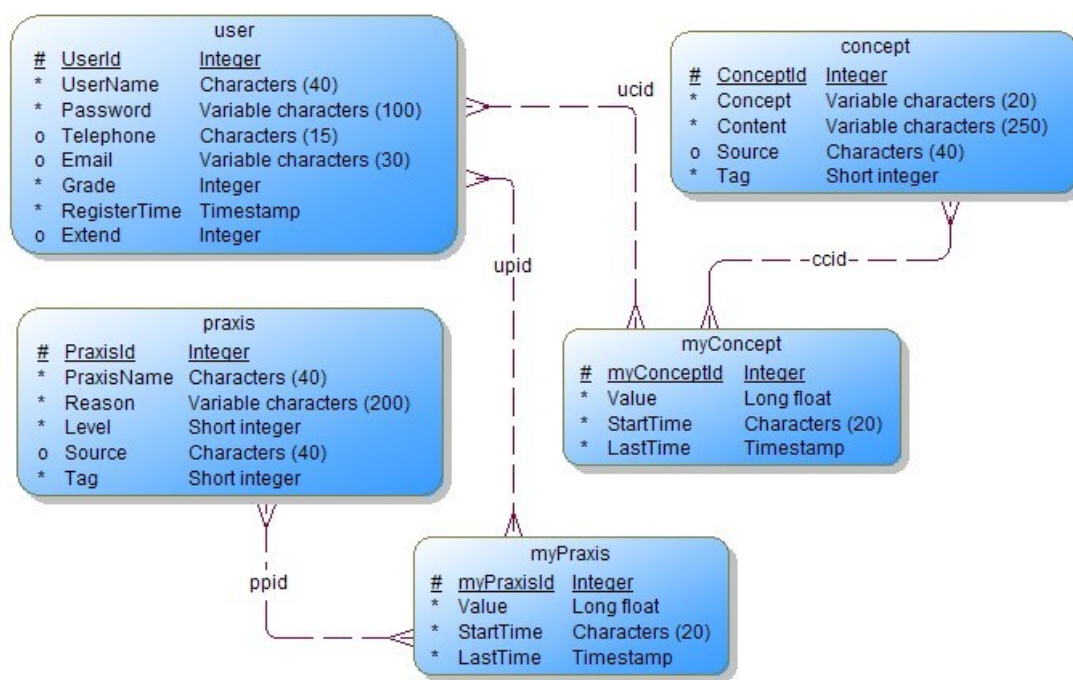 user
# UserId Integer
* UserName Characters (40)
* Password Variable characters (100)
o Telephone Characters (15)
o Email Variable characters (30)
* Grade Integer
* RegisterTime Timestamp
o Extend Integer
concept
# ConceptId Integer
* Concept Variable characters (20)
* Content Variable characters (250)
o Source Characters (40)
* Tag Short integer
ucid
upid
ccid
praxis
# PraxisId Integer
* PraxisName Characters (40)
* Reason Variable characters (200)
* Level Short integer
o Source Characters (40)
* Tag Short integer
myConcept
# myConceptId Integer
* Value Long float
* StartTime Characters (20)
* LastTime Timestamp
ppid
myPraxis
# myPraxisId Integer
* Value Long float
* StartTime Characters (20)
* LastTime Timestamp